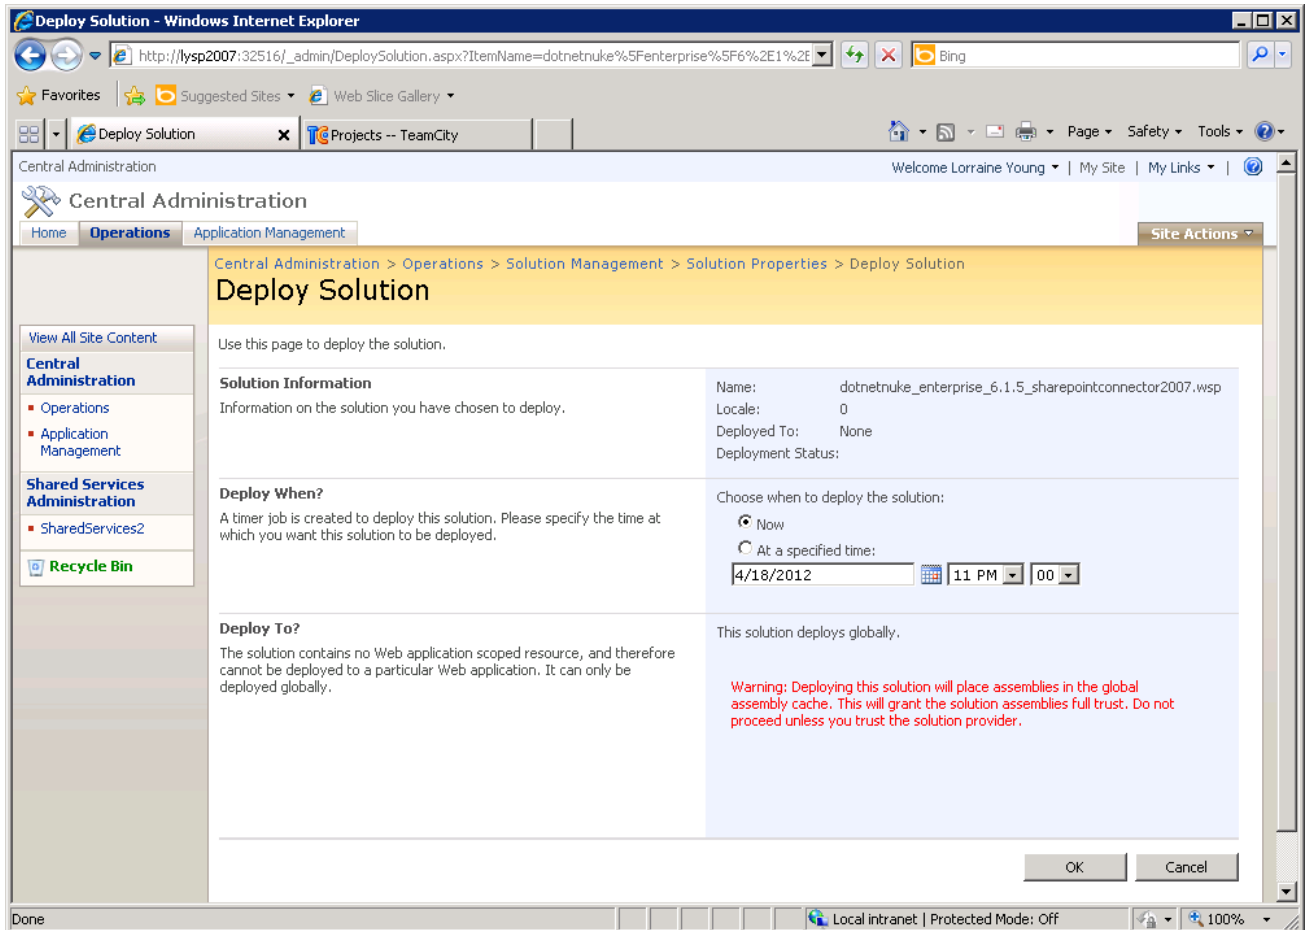 Deploy Solution - Windows Internet Explorer
http://lysp2007:32516/_admin/DeploySolution.aspx?ItemName=dotnetnuke%5Fenterprise%5F6%2E1%2E
Bing
Favorites
Suggested Sites
Web Slice Gallery
Deploy Solution
Projects -- TeamCity
Page
Safety
Tools
Central Administration
Welcome Lorraine Young
| My Site | My Links |
Central Administration
Home
Operations
Application Management
Site Actions
Central Administration > Operations > Solution Management > Solution Properties > Deploy Solution
Deploy Solution
View All Site Content
Central
Administration
Operations
Application
Management
Shared Services
Administration
SharedServices2
Recycle Bin
Use this page to deploy the solution.
Solution Information
Information on the solution you have chosen to deploy.
Name: dotnetnuke_enterprise_6.1.5_sharepointconnector2007.wsp
Locale: 0
Deployed To: None
Deployment Status:
Deploy When?
A timer job is created to deploy this solution. Please specify the time at
which you want this solution to be deployed.
Choose when to deploy the solution:
Now
At a specified time:
4/18/2012
11 PM
00
Deploy To?
The solution contains no Web application scoped resource, and therefore
cannot be deployed to a particular Web application. It can only be
deployed globally.
This solution deploys globally.
Warning: Deploying this solution will place assemblies in the global
assembly cache. This will grant the solution assemblies full trust. Do not
proceed unless you trust the solution provider.
OK
Cancel
Done
Local intranet | Protected Mode: Off
100%